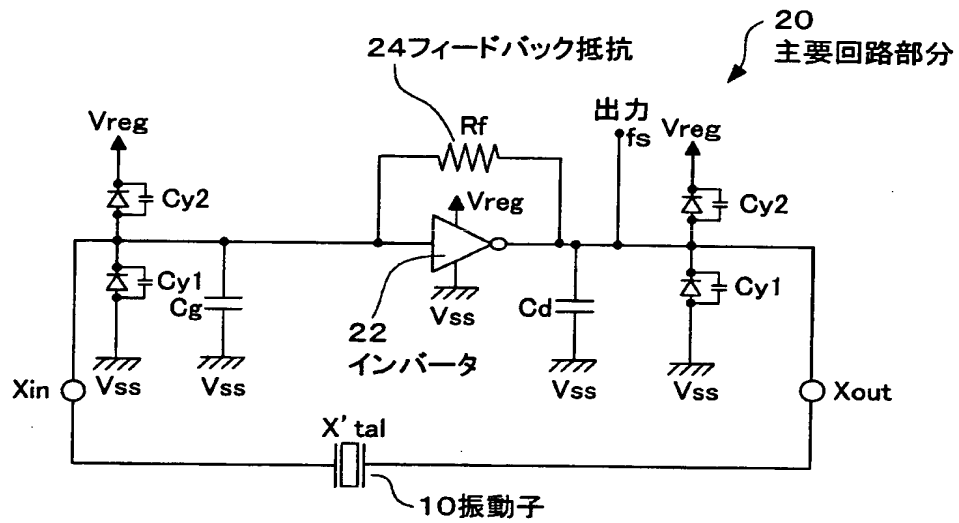 20
主要回路部分
24フィードバック抵抗
出力
fs
Rf
Vreg
Vreg
Vreg
Cy2
Cy2
Cy1
Cg
Cd
Cy1
Vss
22
インバータ
Vss
Vss
Vss
Vss
Xin
Xout
X'tal
10振動子